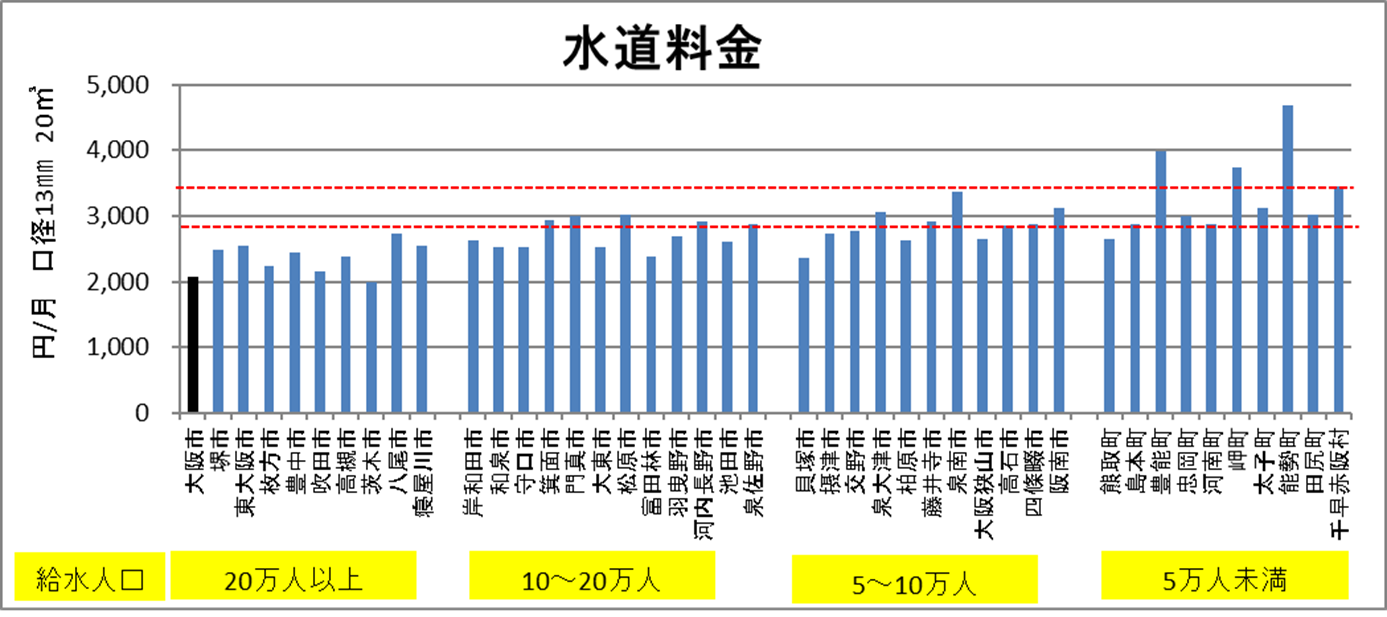 水道料金
円/月 口径13㎜ 20㎥
5,000
4,000
3,000
2,000
1,000
0
大阪市
堺市
東大阪市
枚方市
豊中市
吹田市
高槻市
茨木市
八尾市
寝屋川市
岸和田市
和泉市
守口市
箕面市
門真市
大東市
松原市
富田林市
羽曳野市
河内長野市
池田市
泉佐野市
貝塚市
摂津市
交野市
泉大津市
柏原市
藤井寺市
泉南市
大阪狭山市
高石市
四條畷市
阪南市
熊取町
島本町
豊能町
忠岡町
河南町
岬町
太子町
能勢町
田尻町
千早赤阪村
給水人口
20万人以上
10～20万人
5～10万人
5万人未満